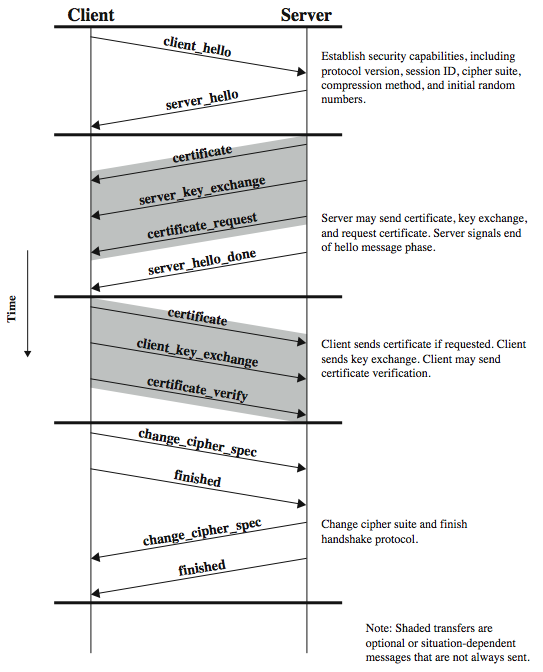 Client
Server
client_hello
server_hello
Establish security capabilities, including
protocol version, session ID, cipher suite,
compression method, and initial random
numbers.
certificate
server_key_exchange
certificate_request
server_hello_done
Server may send certificate, key exchange,
and request certificate. Server signals end
of hello message phase.
Time
certificate
client_key_exchange
certificate_verify
Client sends certificate if requested. Client
sends key exchange. Client may send
certificate verification.
change_cipher_spec
finished
change_cipher_spec
finished
Change cipher suite and finish
handshake protocol.
Note: Shaded transfers are
optional or situation-dependent
messages that are not always sent.